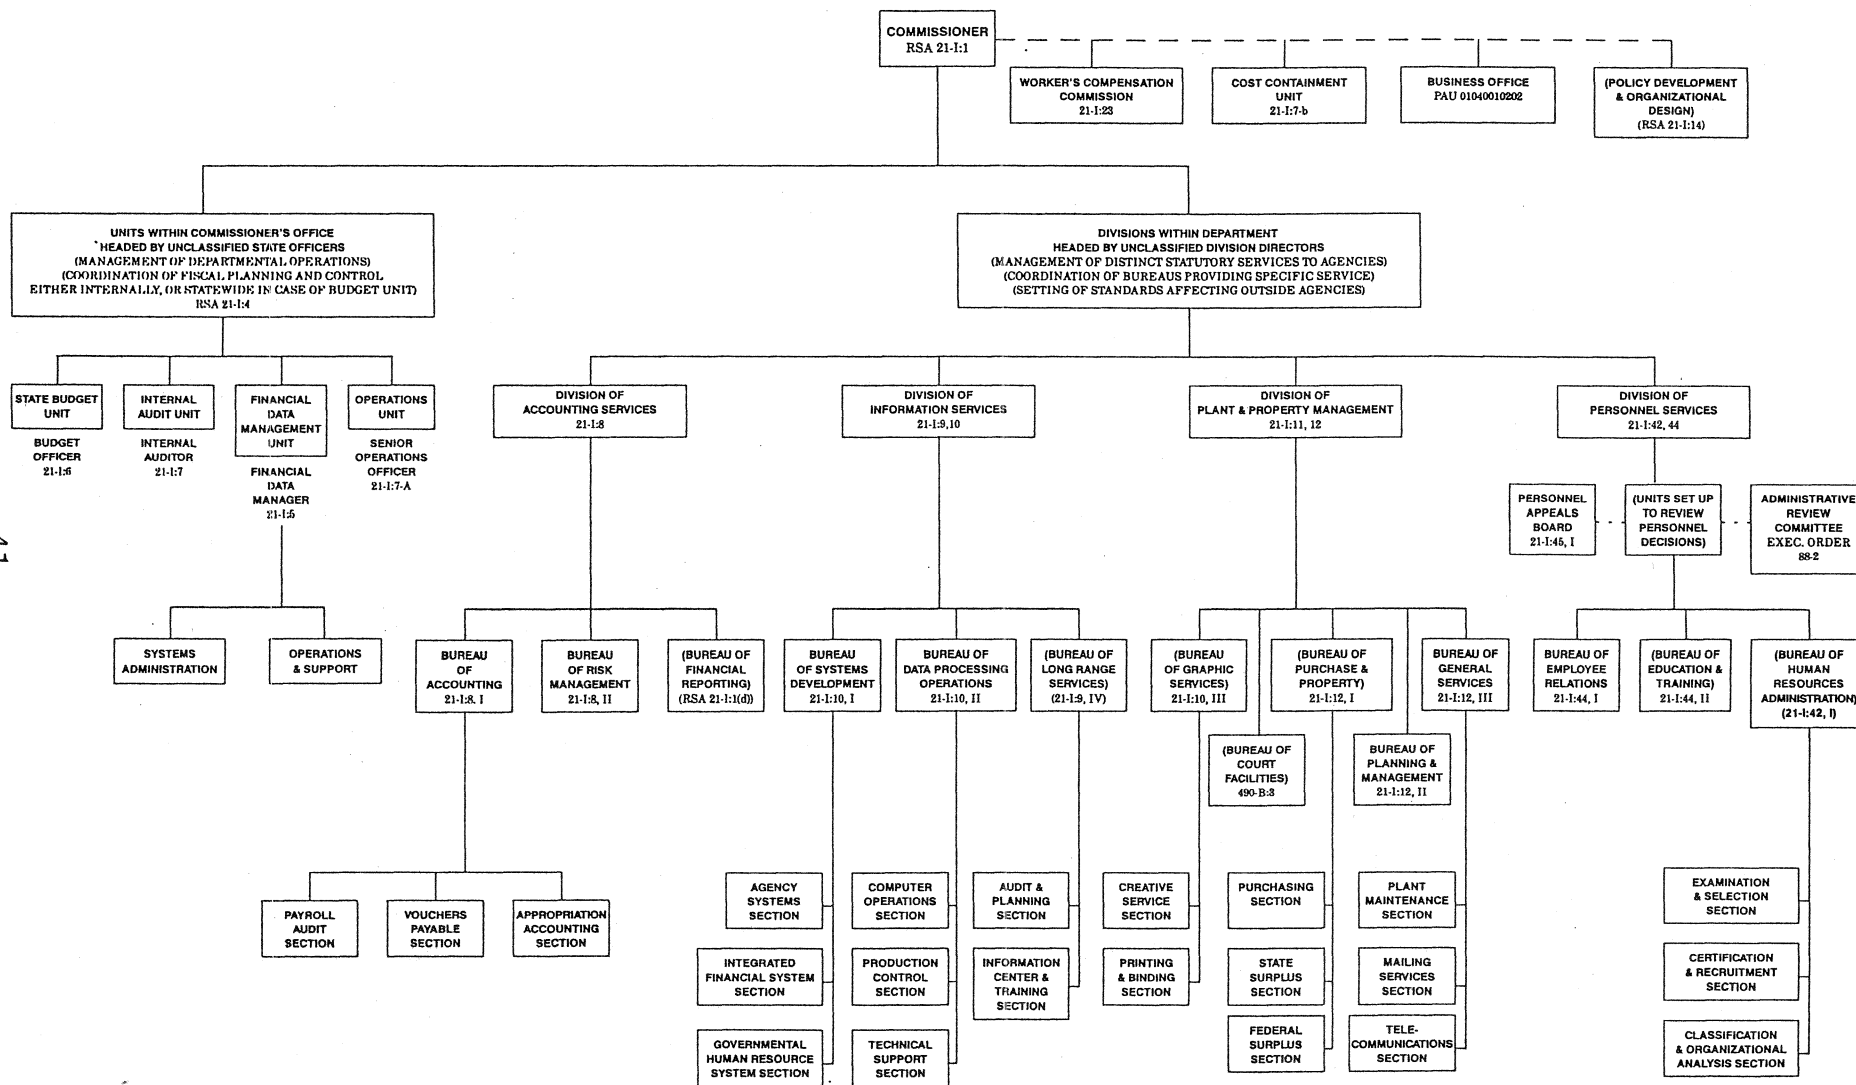 COMMISSIONER
RSA 21-I:1
WORKER'S COMPENSATION
COMMISSION
21-I:23
COST CONTAINMENT
UNIT
21-I:7-b
BUSINESS OFFICE
PAU 01040010202
(POLICY DEVELOPMENT
& ORGANIZATIONAL
DESIGN)
(RSA 21-I:14)
UNITS WITHIN COMMISSIONER'S OFFICE
HEADED BY UNCLASSIFIED STATE OFFICERS
(MANAGEMENT OF DEPARTMENTAL OPERATIONS)
(COORDINATION OF FISCAL PLANNING AND CONTROL
EITHER INTERNALLY, OR STATEWIDE IN CASE OF BUDGET UNIT)
RSA 21-I:4
DIVISIONS WITHIN DEPARTMENT
HEADED BY UNCLASSIFIED DIVISION DIRECTORS
(MANAGEMENT OF DISTINCT STATUTORY SERVICES TO AGENCIES)
(COORDINATION OF BUREAUS PROVIDING SPECIFIC SERVICE)
(SETTING OF STANDARDS AFFECTING OUTSIDE AGENCIES)
STATE BUDGET
UNIT
BUDGET
OFFICER
21-I:6
INTERNAL
AUDIT UNIT
INTERNAL
AUDITOR
21-I:7
FINANCIAL
DATA
MANAGEMENT
UNIT
FINANCIAL
DATA
MANAGER
21-I:5
OPERATIONS
UNIT
SENIOR
OPERATIONS
OFFICER
21-I:7-A
DIVISION OF
ACCOUNTING SERVICES
21-I:8
DIVISION OF
INFORMATION SERVICES
21-I:9,10
DIVISION OF
PLANT & PROPERTY MANAGEMENT
21-I:11, 12
DIVISION OF
PERSONNEL SERVICES
21-I:42, 44
PERSONNEL
APPEALS
BOARD
21-I:45, I
(UNITS SET UP
TO REVIEW
PERSONNEL
DECISIONS)
ADMINISTRATIVE
REVIEW
COMMITTEE
EXEC. ORDER
88-2
41
SYSTEMS
ADMINISTRATION
OPERATIONS
& SUPPORT
BUREAU
OF
ACCOUNTING
21-I:8. I
BUREAU
OF RISK
MANAGEMENT
21-I:8, II
(BUREAU OF
FINANCIAL
REPORTING)
(RSA 21-I:1(d))
BUREAU
OF SYSTEMS
DEVELOPMENT
21-I:10, I
BUREAU OF
DATA PROCESSING
OPERATIONS
21-I:10, II
(BUREAU OF
LONG RANGE
SERVICES)
(21-I:9, IV)
(BUREAU
OF GRAPHIC
SERVICES)
21-I:10, III
(BUREAU OF
PURCHASE &
PROPERTY)
21-I:12, I
BUREAU OF
GENERAL
SERVICES
21-I:12, III
BUREAU OF
EMPLOYEE
RELATIONS
21-I:44, I
(BUREAU OF
EDUCATION &
TRAINING)
21-I:44, II
(BUREAU OF
HUMAN
RESOURCES
ADMINISTRATION)
(21-I:42, I)
(BUREAU OF
COURT
FACILITIES)
490-B:3
BUREAU OF
PLANNING &
MANAGEMENT
21-I:12, II
PAYROLL
AUDIT
SECTION
VOUCHERS
PAYABLE
SECTION
APPROPRIATION
ACCOUNTING
SECTION
AGENCY
SYSTEMS
SECTION
COMPUTER
OPERATIONS
SECTION
AUDIT &
PLANNING
SECTION
CREATIVE
SERVICE
SECTION
PURCHASING
SECTION
PLANT
MAINTENANCE
SECTION
EXAMINATION
& SELECTION
SECTION
INTEGRATED
FINANCIAL SYSTEM
SECTION
PRODUCTION
CONTROL
SECTION
INFORMATION
CENTER &
TRAINING
SECTION
PRINTING
& BINDING
SECTION
STATE
SURPLUS
SECTION
MAILING
SERVICES
SECTION
CERTIFICATION
& RECRUITMENT
SECTION
GOVERNMENTAL
HUMAN RESOURCE
SYSTEM SECTION
TECHNICAL
SUPPORT
SECTION
FEDERAL
SURPLUS
SECTION
TELE-
COMMUNICATIONS
SECTION
CLASSIFICATION
& ORGANIZATIONAL
ANALYSIS SECTION